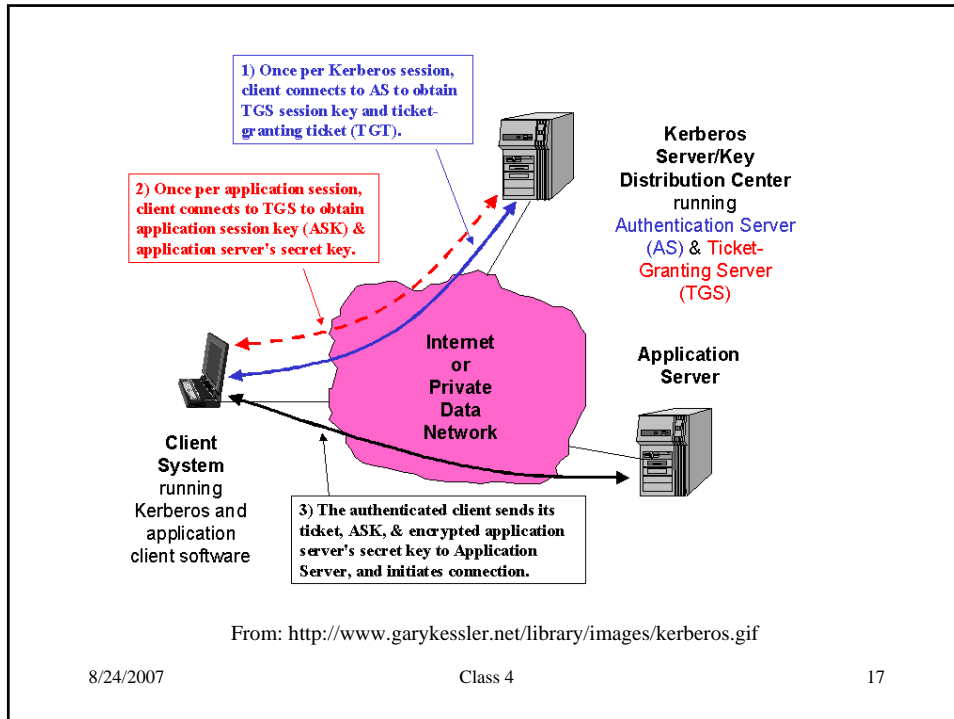 1) Once per Kerberos session,
client connects to AS to obtain
TGS session key and ticket-
granting ticket (TGT).
Kerberos
Server/Key
Distribution Center
running
Authentication Server
(AS) & Ticket-
Granting Server
(TGS)
2) Once per application session,
client connects to TGS to obtain
application session key (ASK) &
application server's secret key.
Internet
or
Private
Data
Network
Application
Server
Client
System
running
Kerberos and
application
client software
3) The authenticated client sends its
ticket, ASK, & encrypted application
server's secret key to Application
Server, and initiates connection.
From: http://www.garykessler.net/library/images/kerberos.gif
8/24/2007
Class 4
17